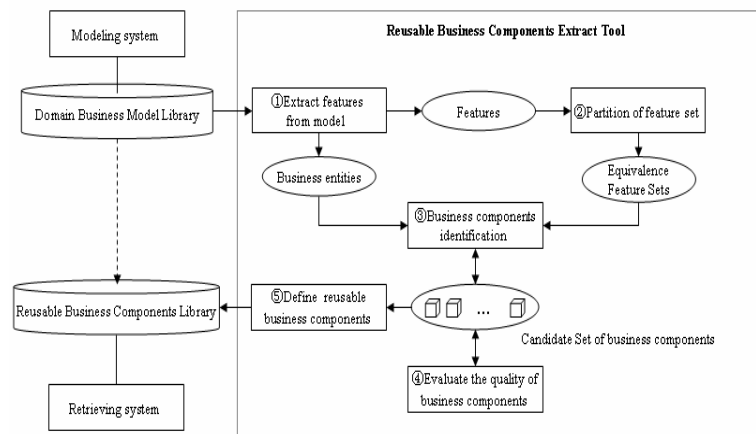 Modeling system
Reusable Business Components Extract Tool
Domain Business Model Library
①Extract features
from model
Features
②Partition of feature set
Business entities
Equivalence
Feature Sets
③Business components
identification
Reusable Business Components Library
⑤Define reusable
business components
...
Candidate Set of business components
④Evaluate the quality of
business components
Retrieving system